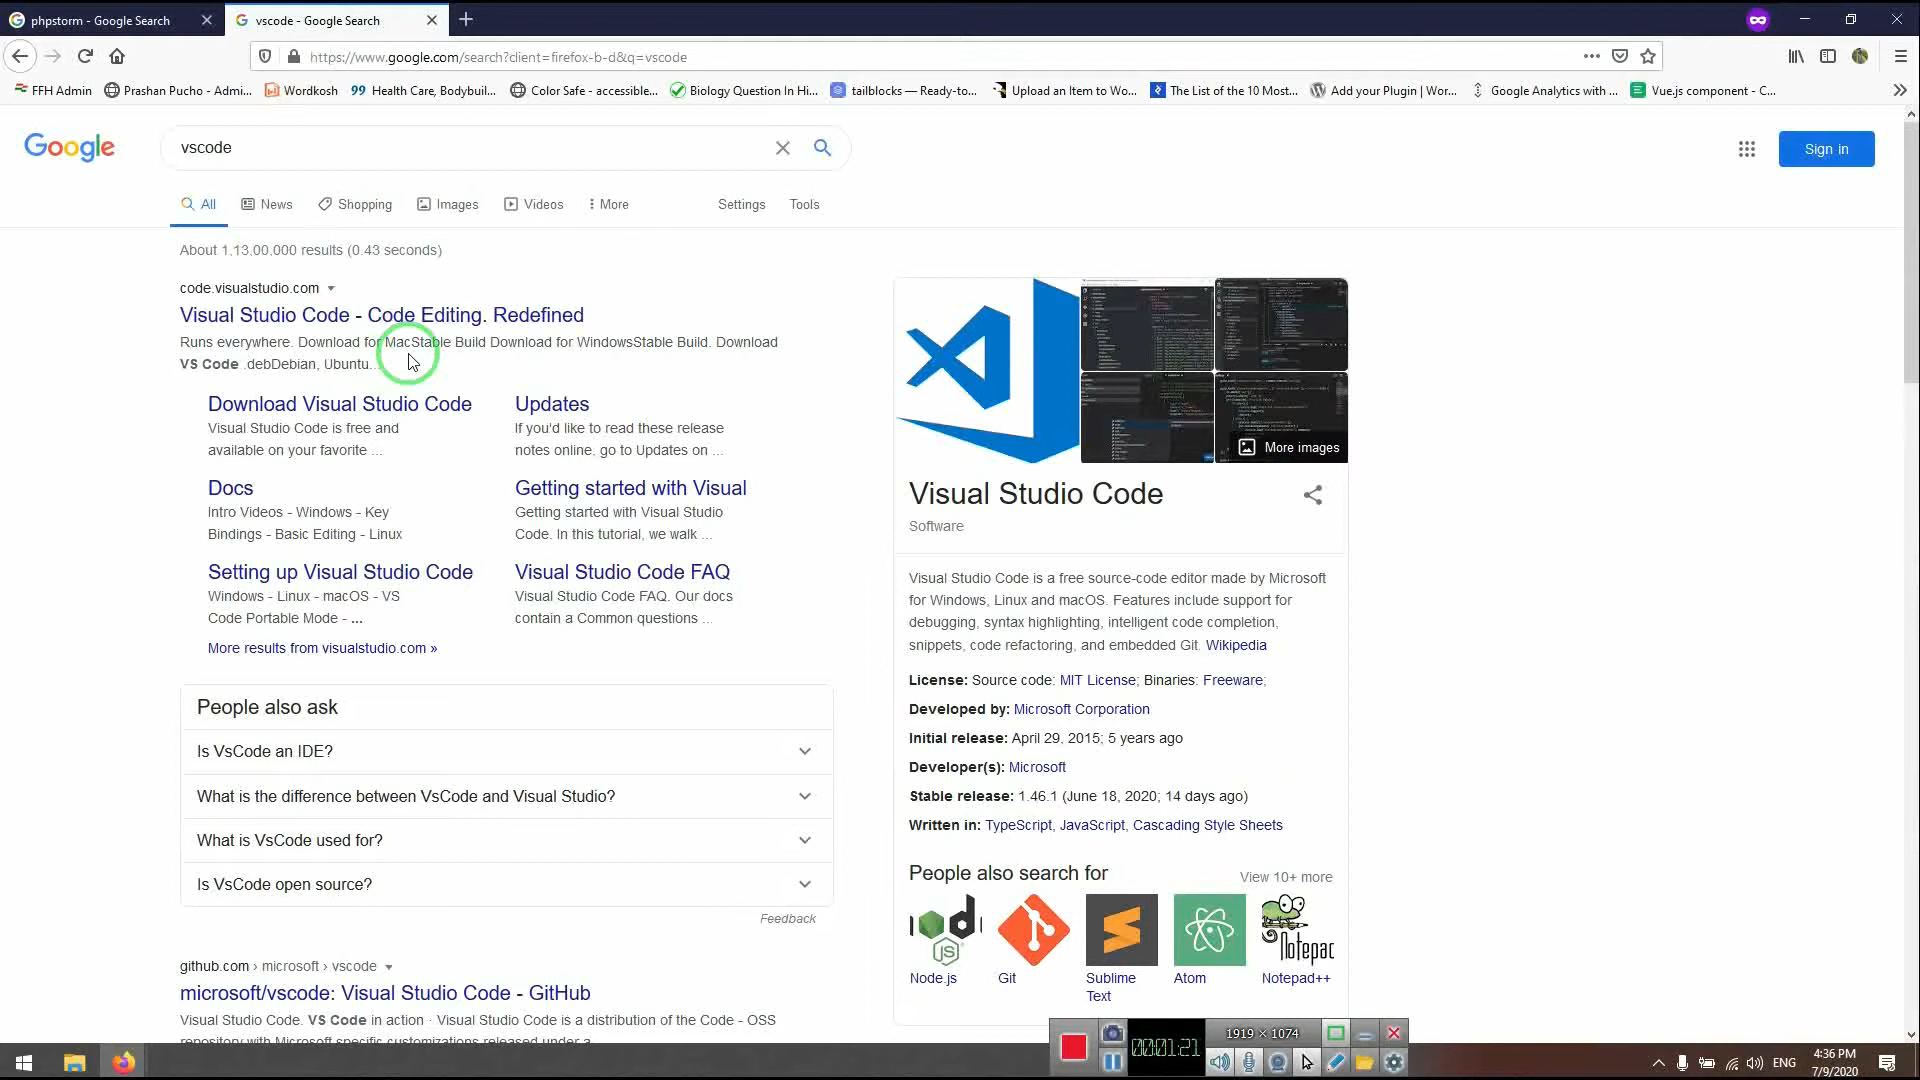 phpstorm - Google Search
vscode - Google Search
https://www.google.com/search?client=firefox-b-d&q=vscode
FFH Admin
Prashan Pucho - Admi...
Wordkosh
Health Care, Bodybuil...
Color Safe - accessible...
Biology Question In Hi...
tailblocks — Ready-to...
Upload an Item to Wo...
The List of the 10 Most...
Add your Plugin | Wor...
Google Analytics with ...
Vue.js component - C...
Google
vscode
Sign in
All
News
Shopping
Images
Videos
More
Settings
Tools
About 1,13,00,000 results (0.43 seconds)
code.visualstudio.com
Visual Studio Code - Code Editing. Redefined
Runs everywhere. Download for MacStable Build Download for WindowsStable Build. Download
VS Code .debDebian, Ubuntu...
Download Visual Studio Code
Visual Studio Code is free and
available on your favorite ...
Updates
If you'd like to read these release
notes online, go to Updates on ...
Docs
Intro Videos - Windows - Key
Bindings - Basic Editing - Linux
Getting started with Visual
Getting started with Visual Studio
Code. In this tutorial, we walk ...
Setting up Visual Studio Code
Windows - Linux - macOS - VS
Code Portable Mode - ...
Visual Studio Code FAQ
Visual Studio Code FAQ. Our docs
contain a Common questions ...
More results from visualstudio.com »
People also ask
Is VsCode an IDE?
What is the difference between VsCode and Visual Studio?
What is VsCode used for?
Is VsCode open source?
Feedback
github.com › microsoft › vscode
microsoft/vscode: Visual Studio Code - GitHub
Visual Studio Code. VS Code in action · Visual Studio Code is a distribution of the Code - OSS
repository with Microsoft specific customizations released under a
More images
Visual Studio Code
Software
Visual Studio Code is a free source-code editor made by Microsoft
for Windows, Linux and macOS. Features include support for
debugging, syntax highlighting, intelligent code completion,
snippets, code refactoring, and embedded Git. Wikipedia
License: Source code: MIT License; Binaries: Freeware;
Developed by: Microsoft Corporation
Initial release: April 29, 2015; 5 years ago
Developer(s): Microsoft
Stable release: 1.46.1 (June 18, 2020; 14 days ago)
Written in: TypeScript, JavaScript, Cascading Style Sheets
People also search for
View 10+ more
Node.js
Git
Sublime
Text
Atom
Notepad++
00:01:21
1919 × 1074
ENG
4:36 PM
7/9/2020